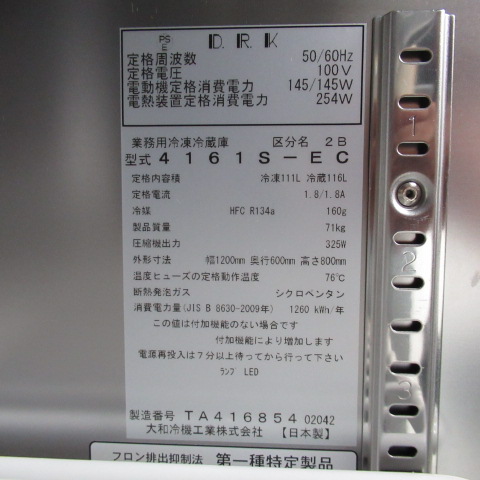 PS E D.R.K
定格周波数 50/60Hz
定格電圧 100V
電動機定格消費電力 145/145W
電熱装置定格消費電力 254W
業務用冷凍冷蔵庫 区分名 2B
型式 4161S-EC
定格内容積 冷凍111L 冷蔵116L
定格電流 1.8/1.8A
冷媒 HFC R134a 160g
製品質量 71kg
圧縮機出力 325W
外形寸法 幅1200mm 奥行600mm 高さ800mm
温度ヒューズの定格動作温度 76℃
断熱発泡ガス シクロペンタン
消費電力量(JIS B 8630-2009年) 1260 kWh/年
この値は付加機能のない場合です
付加機能により増加します
電源再投入は7分以上待ってから行って下さい
ランプ LED
製造番号 TA416854 02042
大和冷機工業株式会社 【日本製】
フロン排出抑制法 第一種特定製品
1
2
3